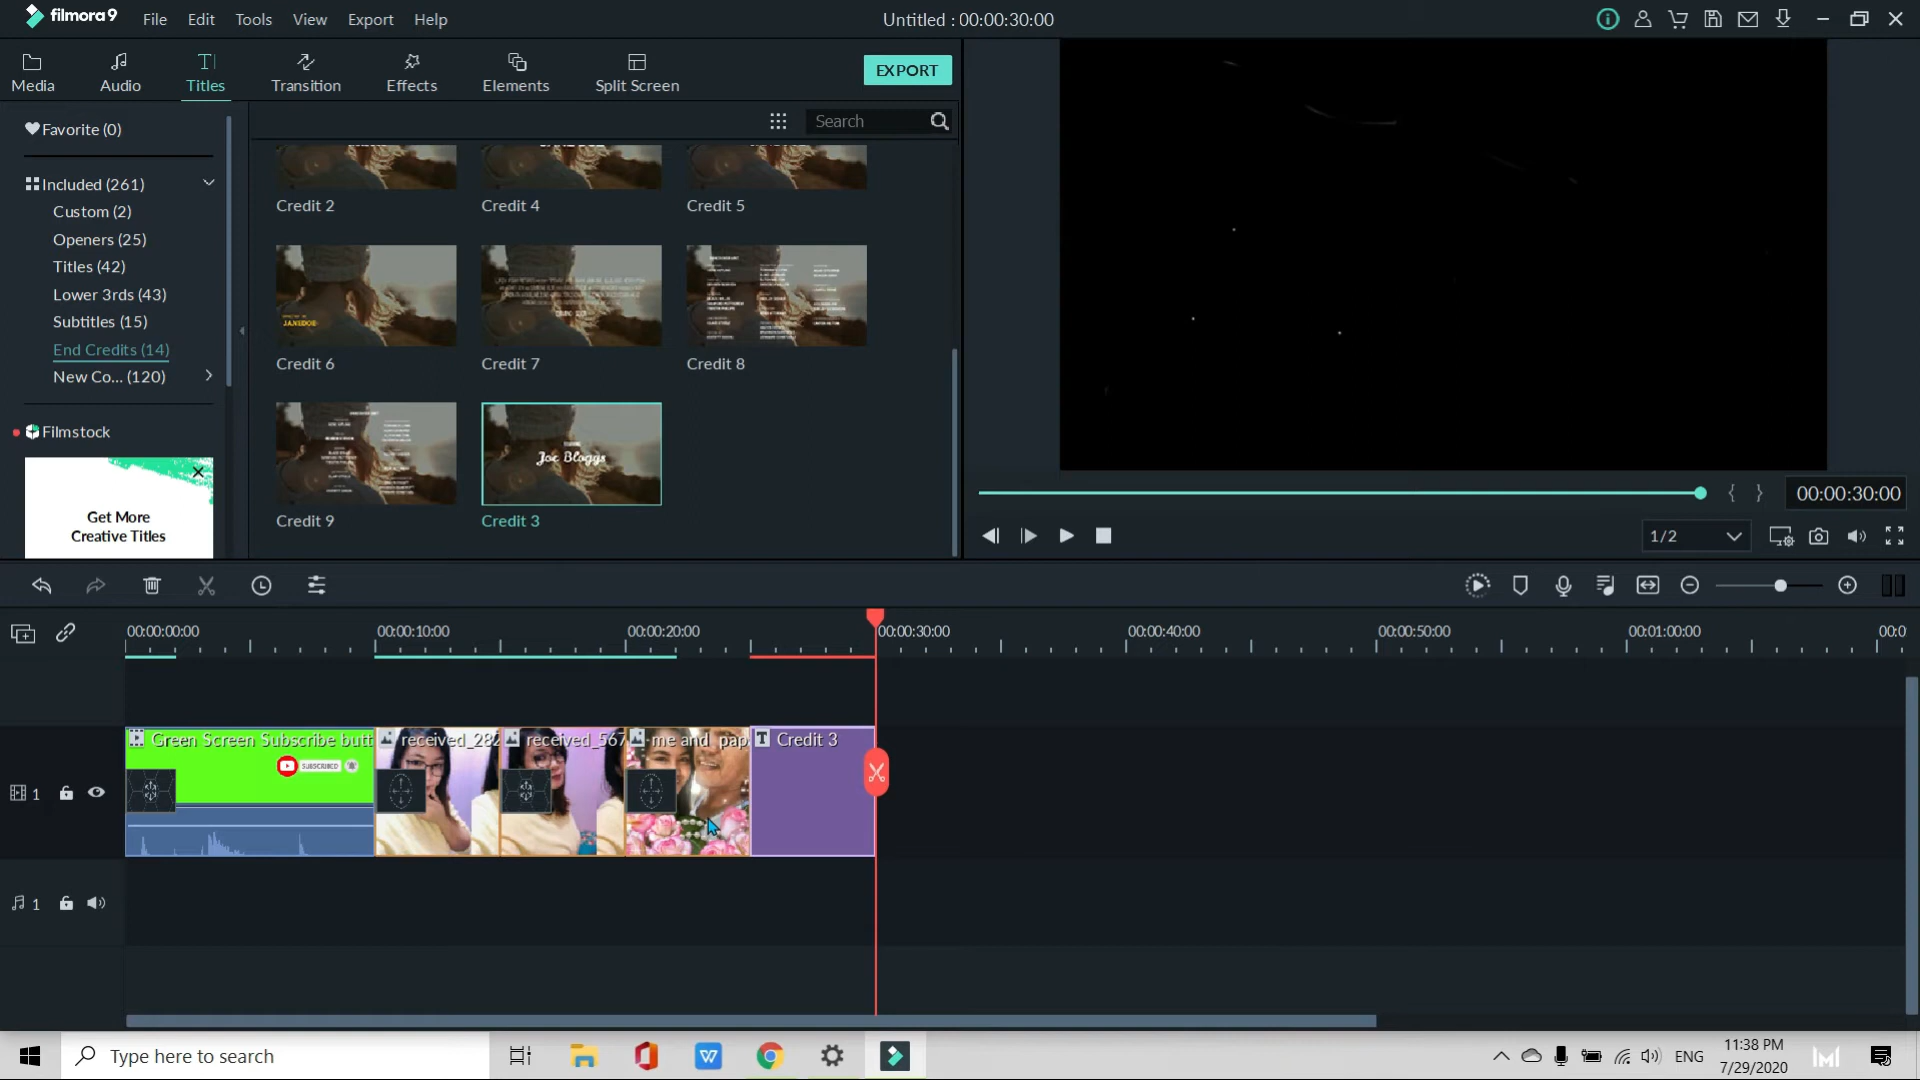 filmora9
File Edit Tools View Export Help
Untitled : 00:00:30:00
Media Audio Titles Transition Effects Elements Split Screen
EXPORT
Favorite (0)
Search
Included (261)
Custom (2)
Openers (25)
Titles (42)
Lower 3rds (43)
Subtitles (15)
End Credits (14)
New Co... (120)
Filmstock
Get More
Creative Titles
Credit 2 Credit 4 Credit 5
JANEDOE
Credit 6 Credit 7 Credit 8
Joe Bloggs
Credit 9 Credit 3
00:00:30:00
1/2
00:00:00:00 00:00:10:00 00:00:20:00 00:00:30:00 00:00:40:00 00:00:50:00 00:01:00:00 00:0
Green Screen Subscribe butt received_282 received_567 me and pap Credit 3
SUBSCRIBED
1
1
Type here to search
ENG
11:38 PM
7/29/2020